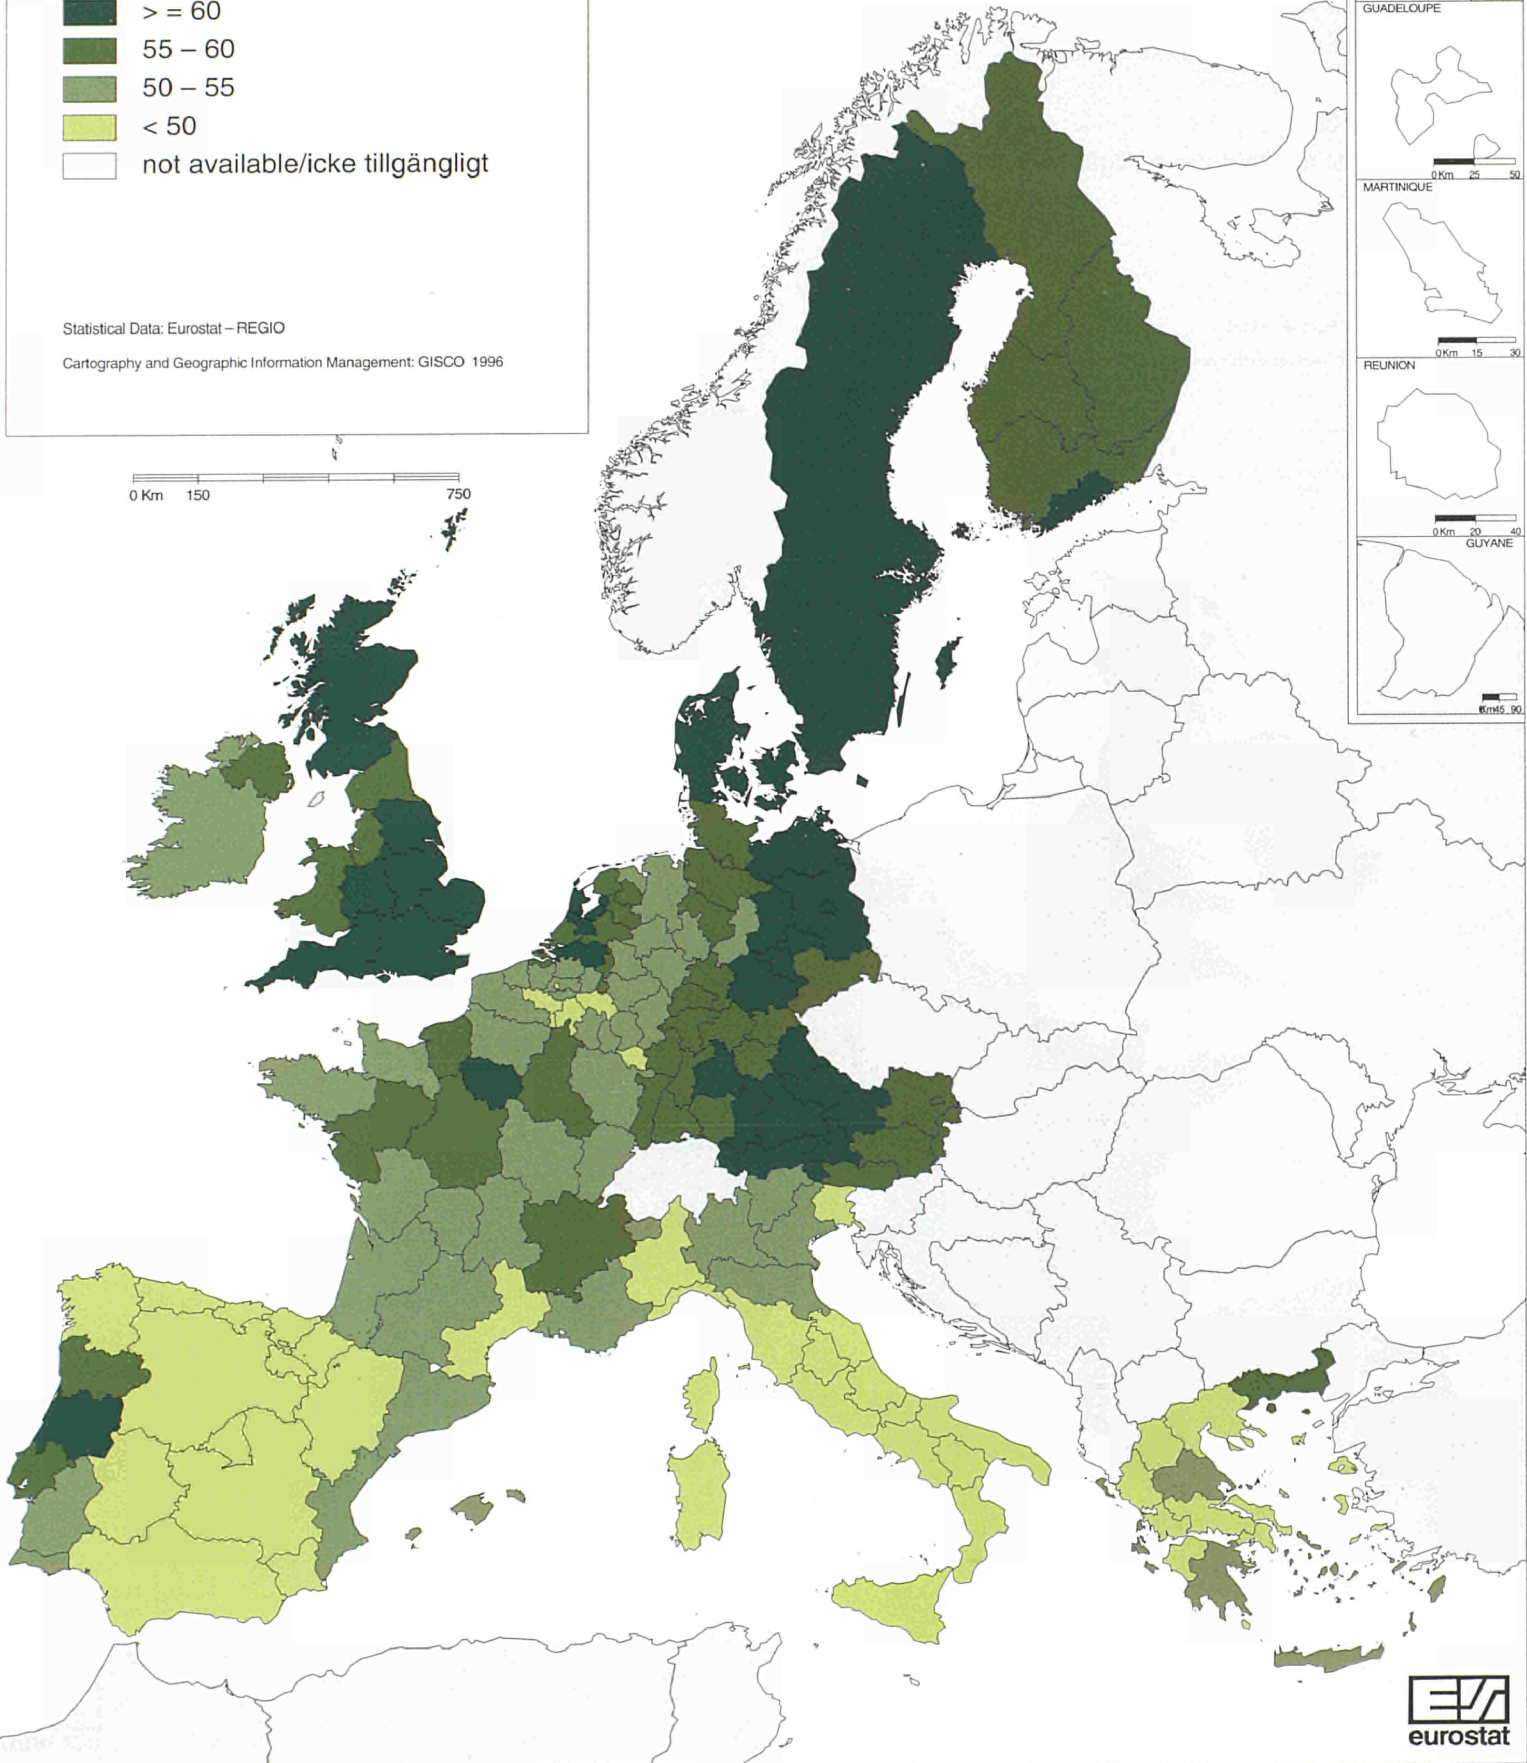 > = 60
55 – 60
50 – 55
< 50
not available/icke tillgängligt
Statistical Data: Eurostat – REGIO
Cartography and Geographic Information Management: GISCO 1996
0 Km 150 750
GUADELOUPE
0 Km 25 50
MARTINIQUE
0 Km 15 30
REUNION
0 Km 20 40
GUYANE
45 90
eurostat